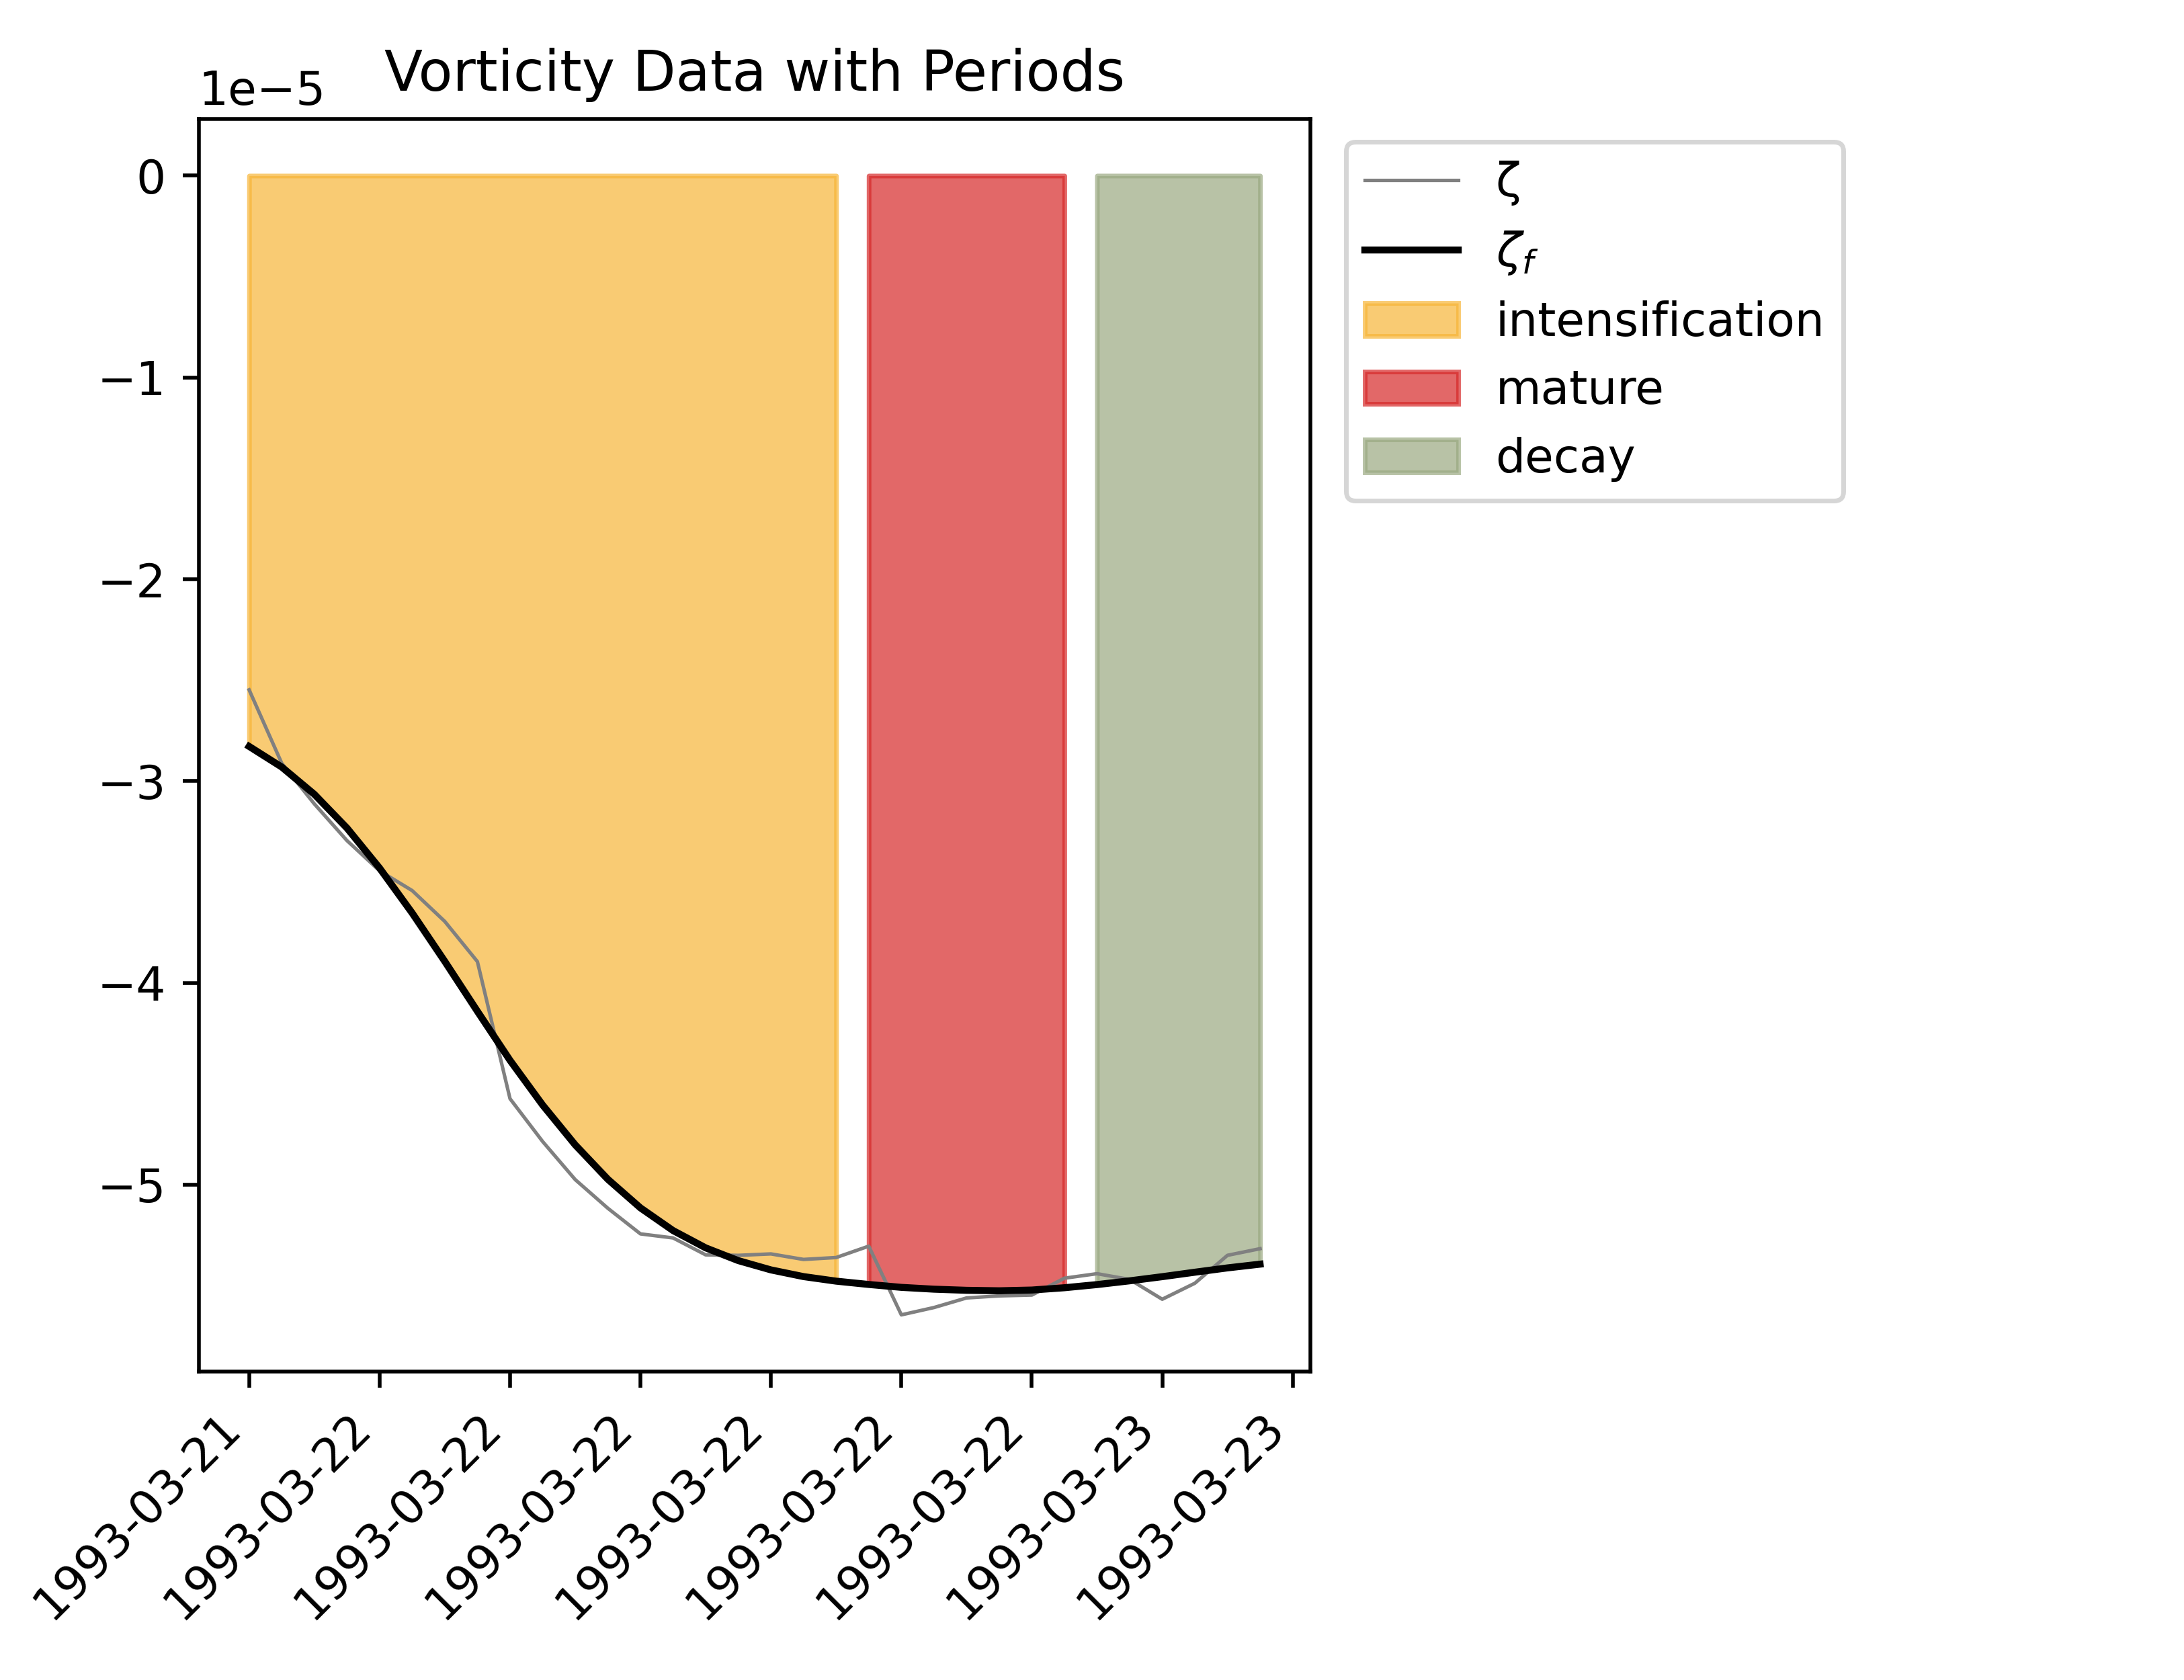 Vorticity Data with Periods
1e−5
0
−1
−2
−3
−4
−5
1993-03-21
1993-03-22
1993-03-22
1993-03-22
1993-03-22
1993-03-22
1993-03-22
1993-03-23
1993-03-23
ζ
ζf
intensification
mature
decay